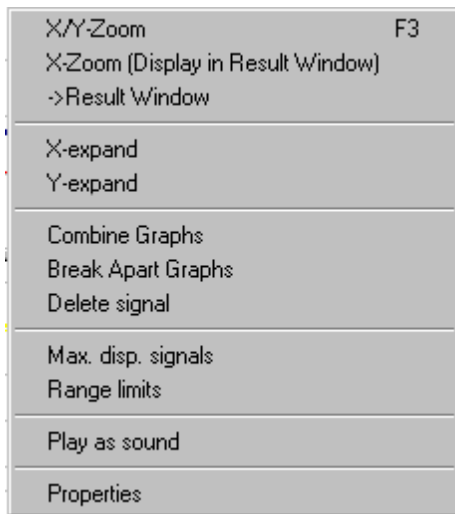 X/Y-Zoom F3
X-Zoom (Display in Result Window)
->Result Window
X-expand
Y-expand
Combine Graphs
Break Apart Graphs
Delete signal
Max. disp. signals
Range limits
Play as sound
Properties